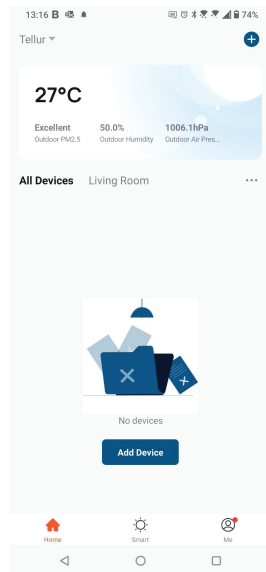 13:16 B 74%
Tellur
27°C
Excellent 50.0% 1006.1hPa
Outdoor PM2.5 Outdoor Humidity Outdoor Air Pres...
All Devices Living Room ...
No devices
Add Device
Home Smart Me